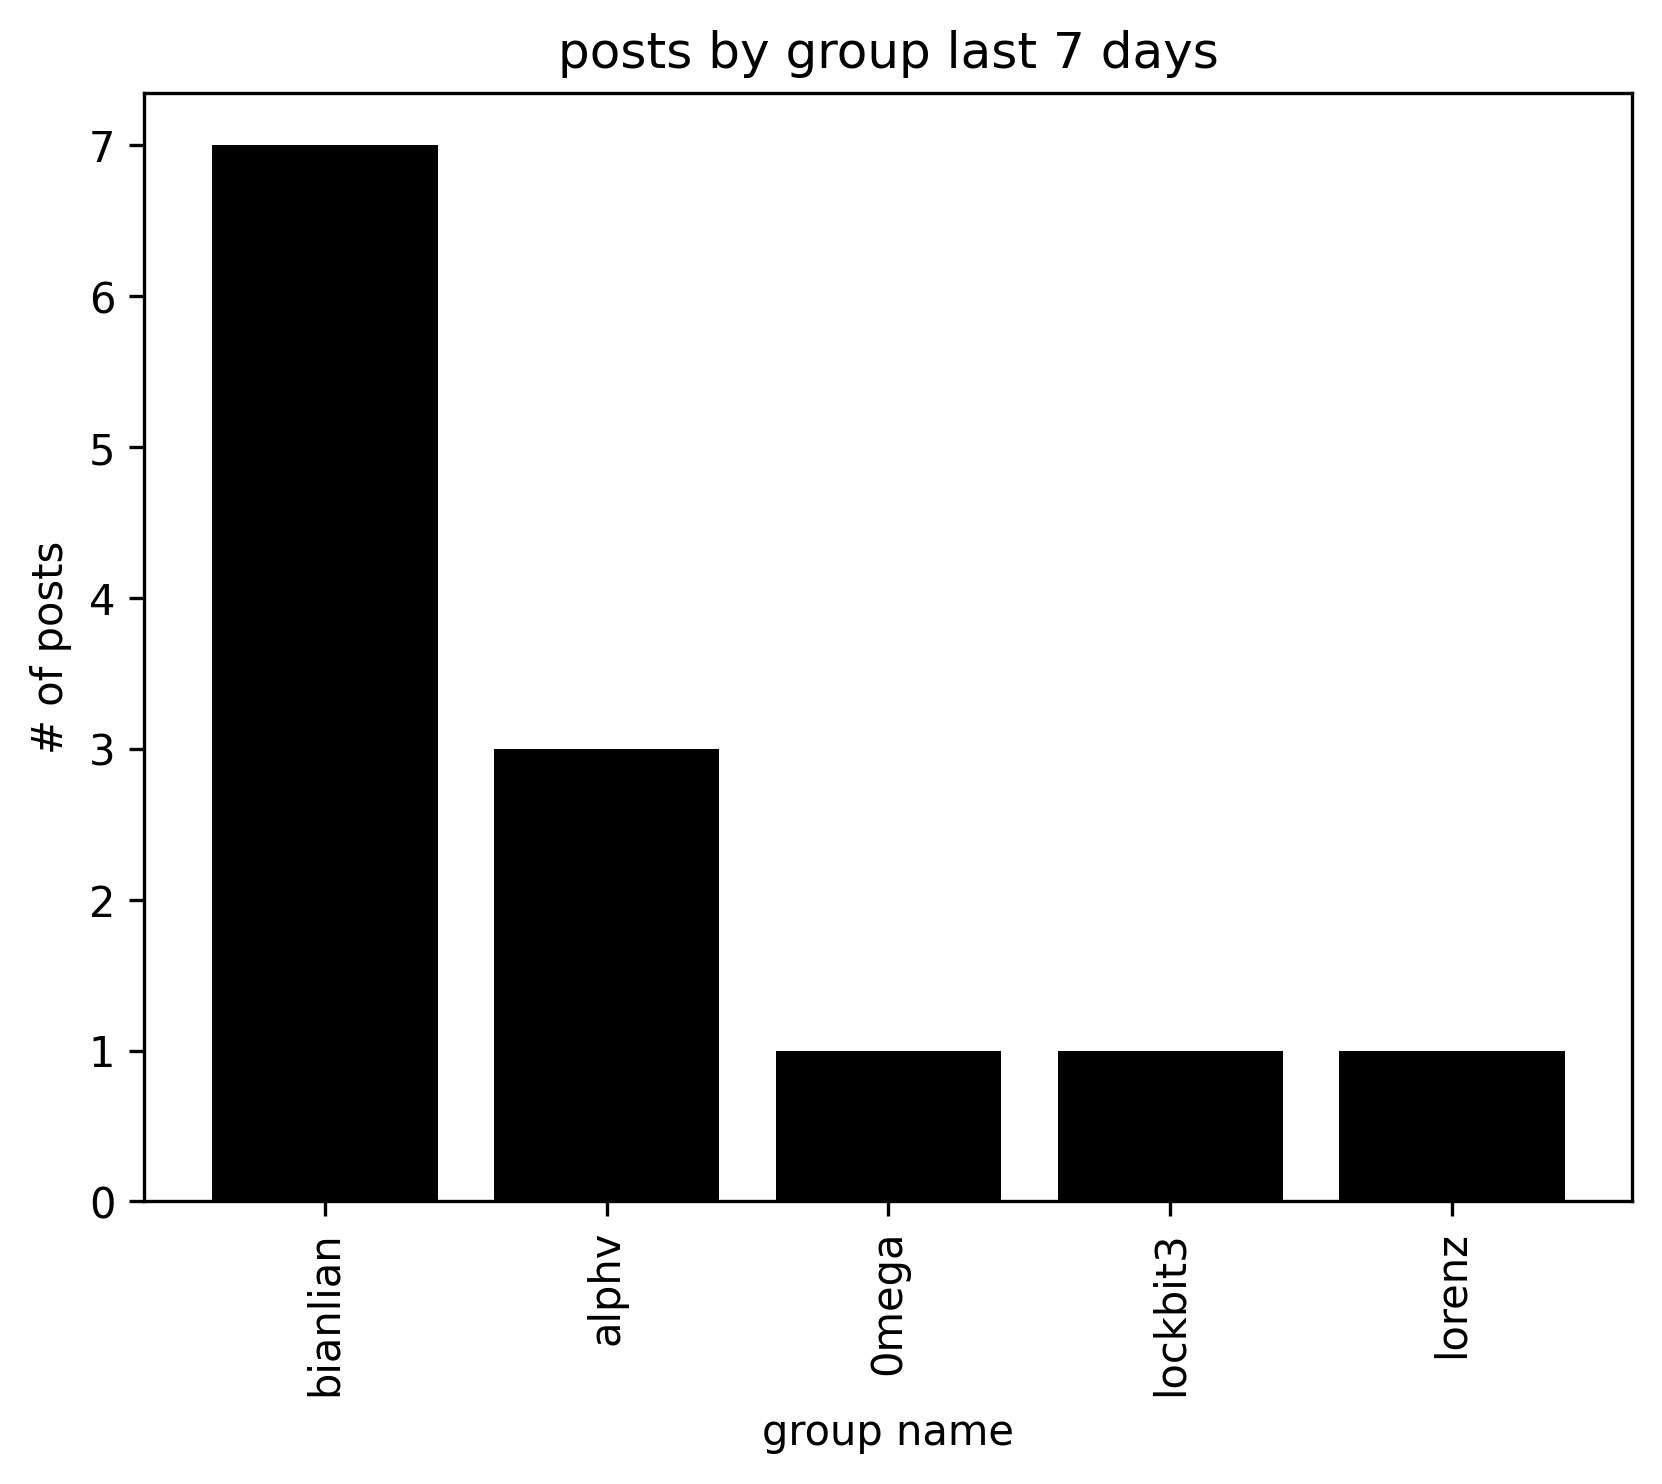 posts by group last 7 days
7
6
5
4
3
2
1
0
# of posts
bianlian
alphv
0mega
lockbit3
lorenz
group name